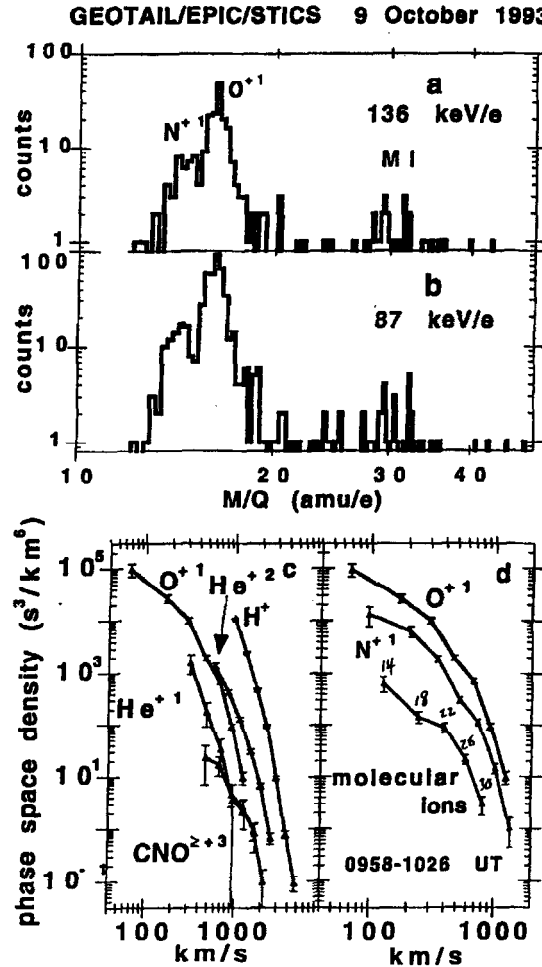 GEOTAIL/EPIC/STICS 9 October 1993
100
10
1
counts
N+1
O+1
a
136 keV/e
M I
100
10
1
counts
b
87 keV/e
10
20
30
40
M/Q (amu/e)
phase space density (s³/km⁶)
10⁵
10³
10¹
10⁻
O+1
He+2
c
H+
He+1
CNO≥+3
100
1000
km/s
d
O+1
N+1
14
18
22
26
30
molecular
ions
0958-1026 UT
100
1000
km/s